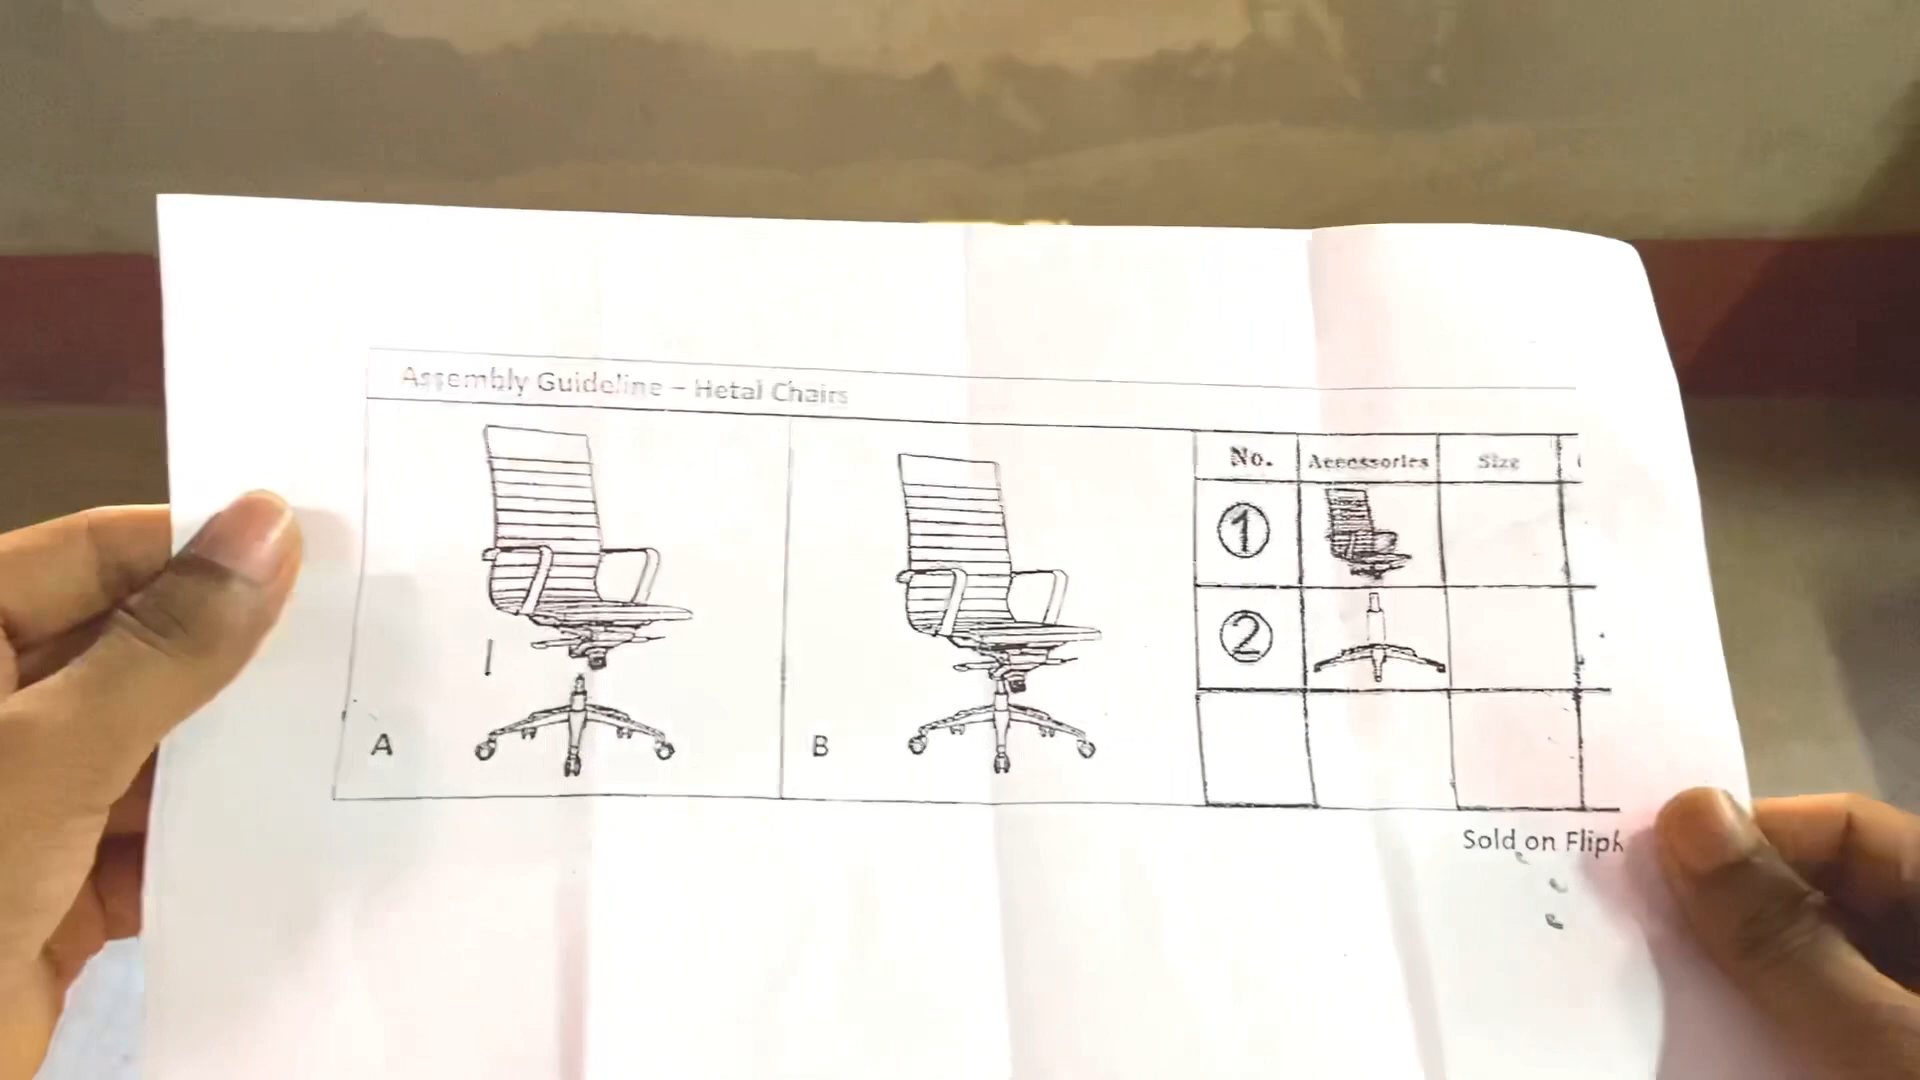 Assembly Guideline – Hetal Chairs
No. Accessories Size
1
2
A
B
Sold on Flipk